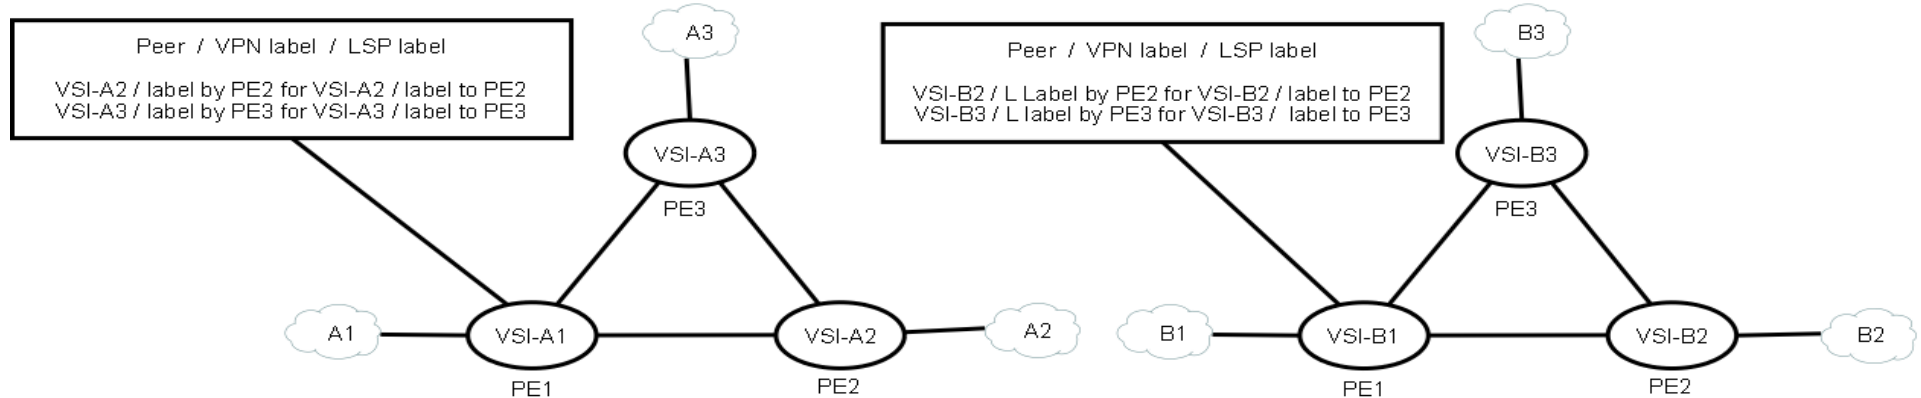 Peer / VPN label / LSP label
VSI-A2 / label by PE2 for VSI-A2 / label to PE2
VSI-A3 / label by PE3 for VSI-A3 / label to PE3
A3
VSI-A3
PE3
A1
VSI-A1
PE1
VSI-A2
PE2
A2
Peer / VPN label / LSP label
VSI-B2 / L Label by PE2 for VSI-B2 / label to PE2
VSI-B3 / L label by PE3 for VSI-B3 / label to PE3
B3
VSI-B3
PE3
B1
VSI-B1
PE1
VSI-B2
PE2
B2